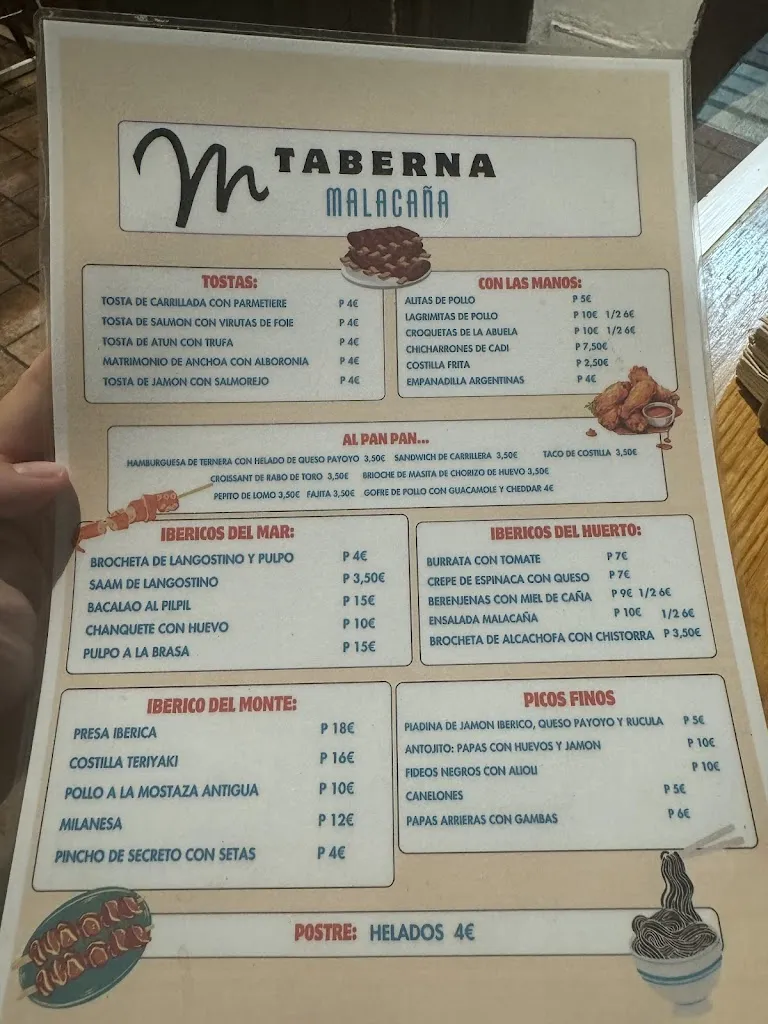 m TABERNA
MALACAÑA
TOSTAS:
TOSTA DE CARRILLADA CON PARMETIERE P 4€
TOSTA DE SALMON CON VIRUTAS DE FOIE P 4€
TOSTA DE ATUN CON TRUFA P 4€
MATRIMONIO DE ANCHOA CON ALBORONIA P 4€
TOSTA DE JAMON CON SALMOREJO P 4€
CON LAS MANOS:
ALITAS DE POLLO P 5€
LAGRIMITAS DE POLLO P 10€ 1/2 6€
CROQUETAS DE LA ABUELA P 10€ 1/2 6€
CHICHARRONES DE CADI P 7,50€
COSTILLA FRITA P 2,50€
EMPANADILLA ARGENTINAS P 4€
AL PAN PAN...
HAMBURGUESA DE TERNERA CON HELADO DE QUESO PAYOYO 3,50€ SANDWICH DE CARRILLERA 3,50€ TACO DE COSTILLA 3,50€
CROISSANT DE RABO DE TORO 3,50€ BRIOCHE DE MASITA DE CHORIZO DE HUEVO 3,50€
PEPITO DE LOMO 3,50€ FAJITA 3,50€ GOFRE DE POLLO CON GUACAMOLE Y CHEDDAR 4€
IBERICOS DEL MAR:
BROCHETA DE LANGOSTINO Y PULPO P 4€
SAAM DE LANGOSTINO P 3,50€
BACALAO AL PILPIL P 15€
CHANQUETE CON HUEVO P 10€
PULPO A LA BRASA P 15€
IBERICOS DEL HUERTO:
BURRATA CON TOMATE P 7€
CREPE DE ESPINACA CON QUESO P 7€
BERENJENAS CON MIEL DE CAÑA P 9€ 1/2 6€
ENSALADA MALACAÑA P 10€ 1/2 6€
BROCHETA DE ALCACHOFA CON CHISTORRA P 3,50€
IBERICO DEL MONTE:
PRESA IBERICA P 18€
COSTILLA TERIYAKI P 16€
POLLO A LA MOSTAZA ANTIGUA P 10€
MILANESA P 12€
PINCHO DE SECRETO CON SETAS P 4€
PICOS FINOS
PIADINA DE JAMON IBERICO, QUESO PAYOYO Y RUCULA P 5€
ANTOJITO: PAPAS CON HUEVOS Y JAMON P 10€
FIDEOS NEGROS CON ALIOLI P 10€
CANELONES P 5€
PAPAS ARRIERAS CON GAMBAS P 6€
POSTRE: HELADOS 4€